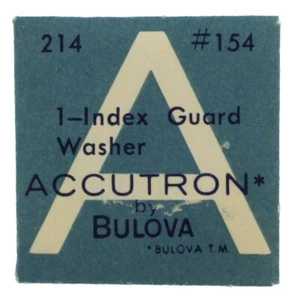 214 #154
1-Index Guard
Washer
ACCUTRON*
by
BULOVA
*BULOVA T.M.